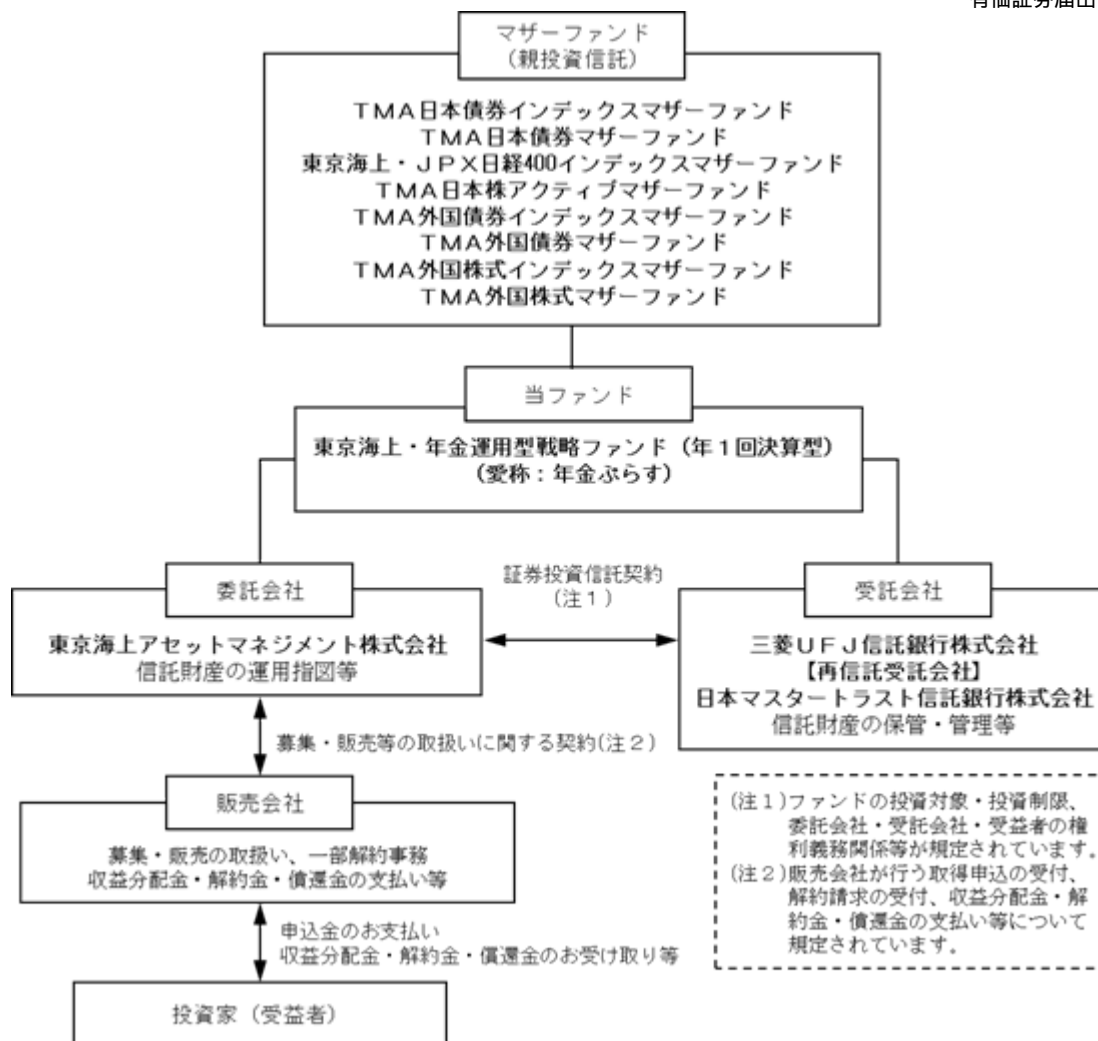 有価証券届出
マザーファンド
(親投資信託)
TMA日本債券インデックスマザーファンド
TMA日本債券マザーファンド
東京海上・JPX日経400インデックスマザーファンド
TMA日本株アクティブマザーファンド
TMA外国債券インデックスマザーファンド
TMA外国債券マザーファンド
TMA外国株式インデックスマザーファンド
TMA外国株式マザーファンド
当ファンド
東京海上・年金運用型戦略ファンド(年1回決算型)
(愛称:年金ぷらす)
委託会社
東京海上アセットマネジメント株式会社
信託財産の運用指図等
証券投資信託契約
(注1)
受託会社
三菱UFJ信託銀行株式会社
【再信託受託会社】
日本マスタートラスト信託銀行株式会社
信託財産の保管・管理等
募集・販売等の取扱いに関する契約(注2)
販売会社
募集・販売の取扱い、一部解約事務
収益分配金・解約金・償還金の支払い等
(注1)ファンドの投資対象・投資制限、
委託会社・受託会社・受益者の権
利義務関係等が規定されています。
(注2)販売会社が行う取得申込の受付、
解約請求の受付、収益分配金・解
約金・償還金の支払い等について
規定されています。
申込金のお支払い
収益分配金・解約金・償還金のお受け取り等
投資家(受益者)